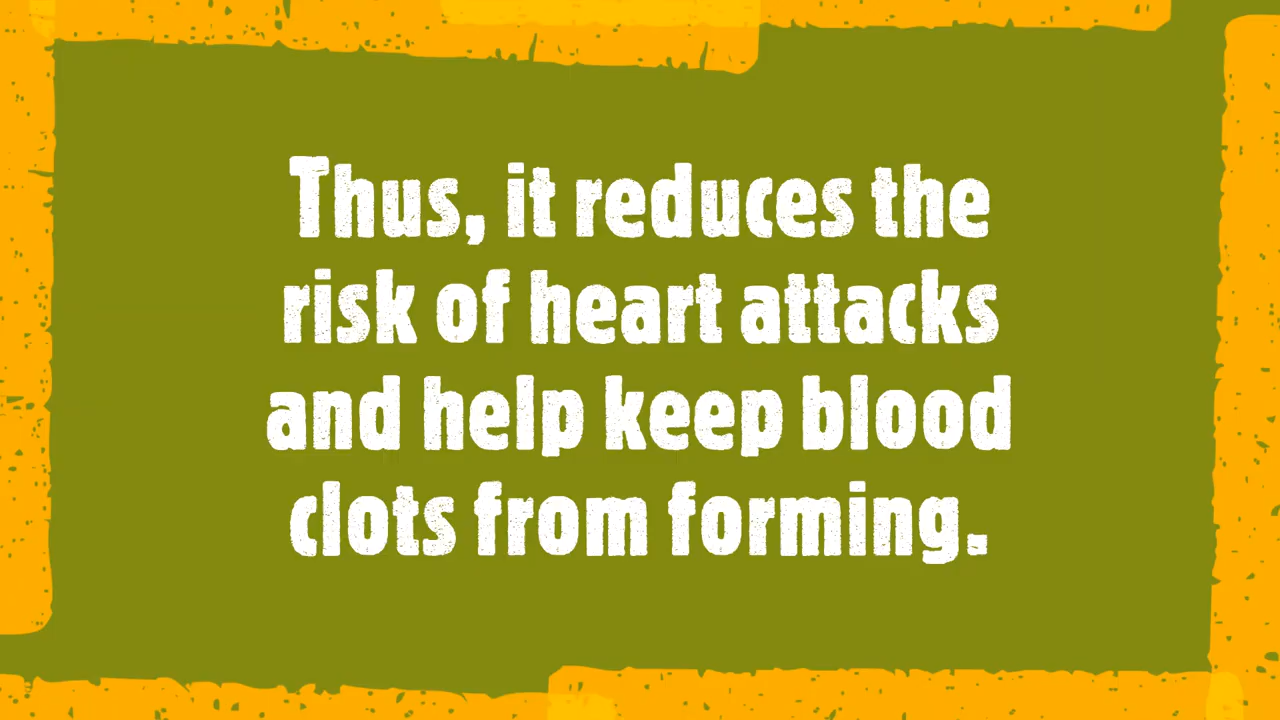 Thus, it reduces the
risk of heart attacks
and help keep blood
clots from forming.